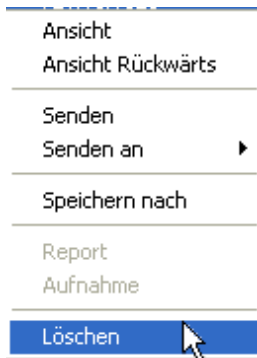 Ansicht
Ansicht Rückwärts
Senden
Senden an
Speichern nach
Report
Aufnahme
Löschen